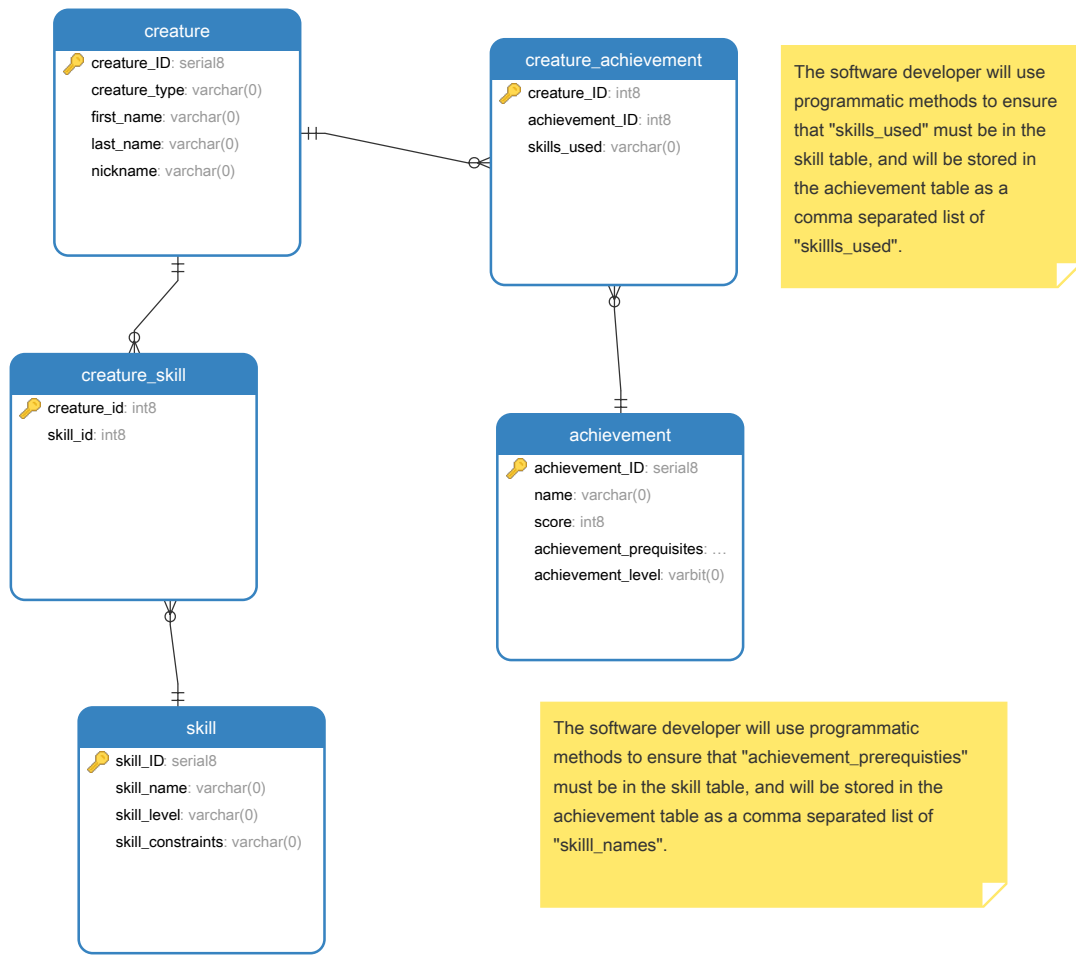 creature
creature_ID: serial8
creature_type: varchar(0)
first_name: varchar(0)
last_name: varchar(0)
nickname: varchar(0)
creature_achievement
creature_ID: int8
achievement_ID: int8
skills_used: varchar(0)
The software developer will use
programmatic methods to ensure
that "skills_used" must be in the
skill table, and will be stored in
the achievement table as a
comma separated list of
"skillls_used".
creature_skill
creature_id: int8
skill_id: int8
achievement
achievement_ID: serial8
name: varchar(0)
score: int8
achievement_prequisites: ...
achievement_level: varbit(0)
skill
skill_ID: serial8
skill_name: varchar(0)
skill_level: varchar(0)
skill_constraints: varchar(0)
The software developer will use programmatic
methods to ensure that "achievement_prerequisties"
must be in the skill table, and will be stored in the
achievement table as a comma separated list of
"skilll_names".